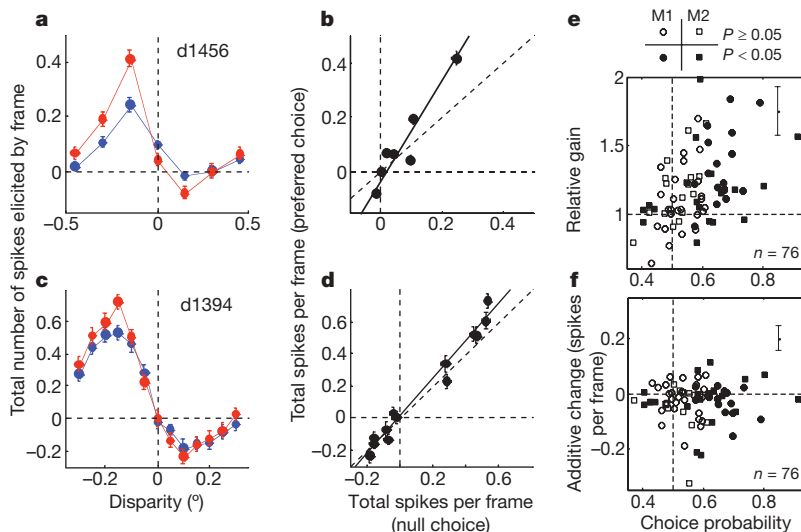 a
d1456
0.4
0.2
0
−0.5
0
0.5
b
0.4
0.2
0
0
0.2
0.4
c
d1394
0.6
0.4
0.2
0
−0.2
−0.2
0
0.2
Disparity (º)
Total number of spikes elicited by frame
d
0.6
0.4
0.2
0
−0.2
0
0.2
0.6
Total spikes per frame
(null choice)
Total spikes per frame (preferred choice)
M1 M2
P ≥ 0.05
P < 0.05
e
2
1.5
1
Relative gain
0.4
0.6
0.8
n = 76
f
0.2
0
−0.2
Additive change (spikes
per frame)
n = 76
0.4
0.6
0.8
Choice probability